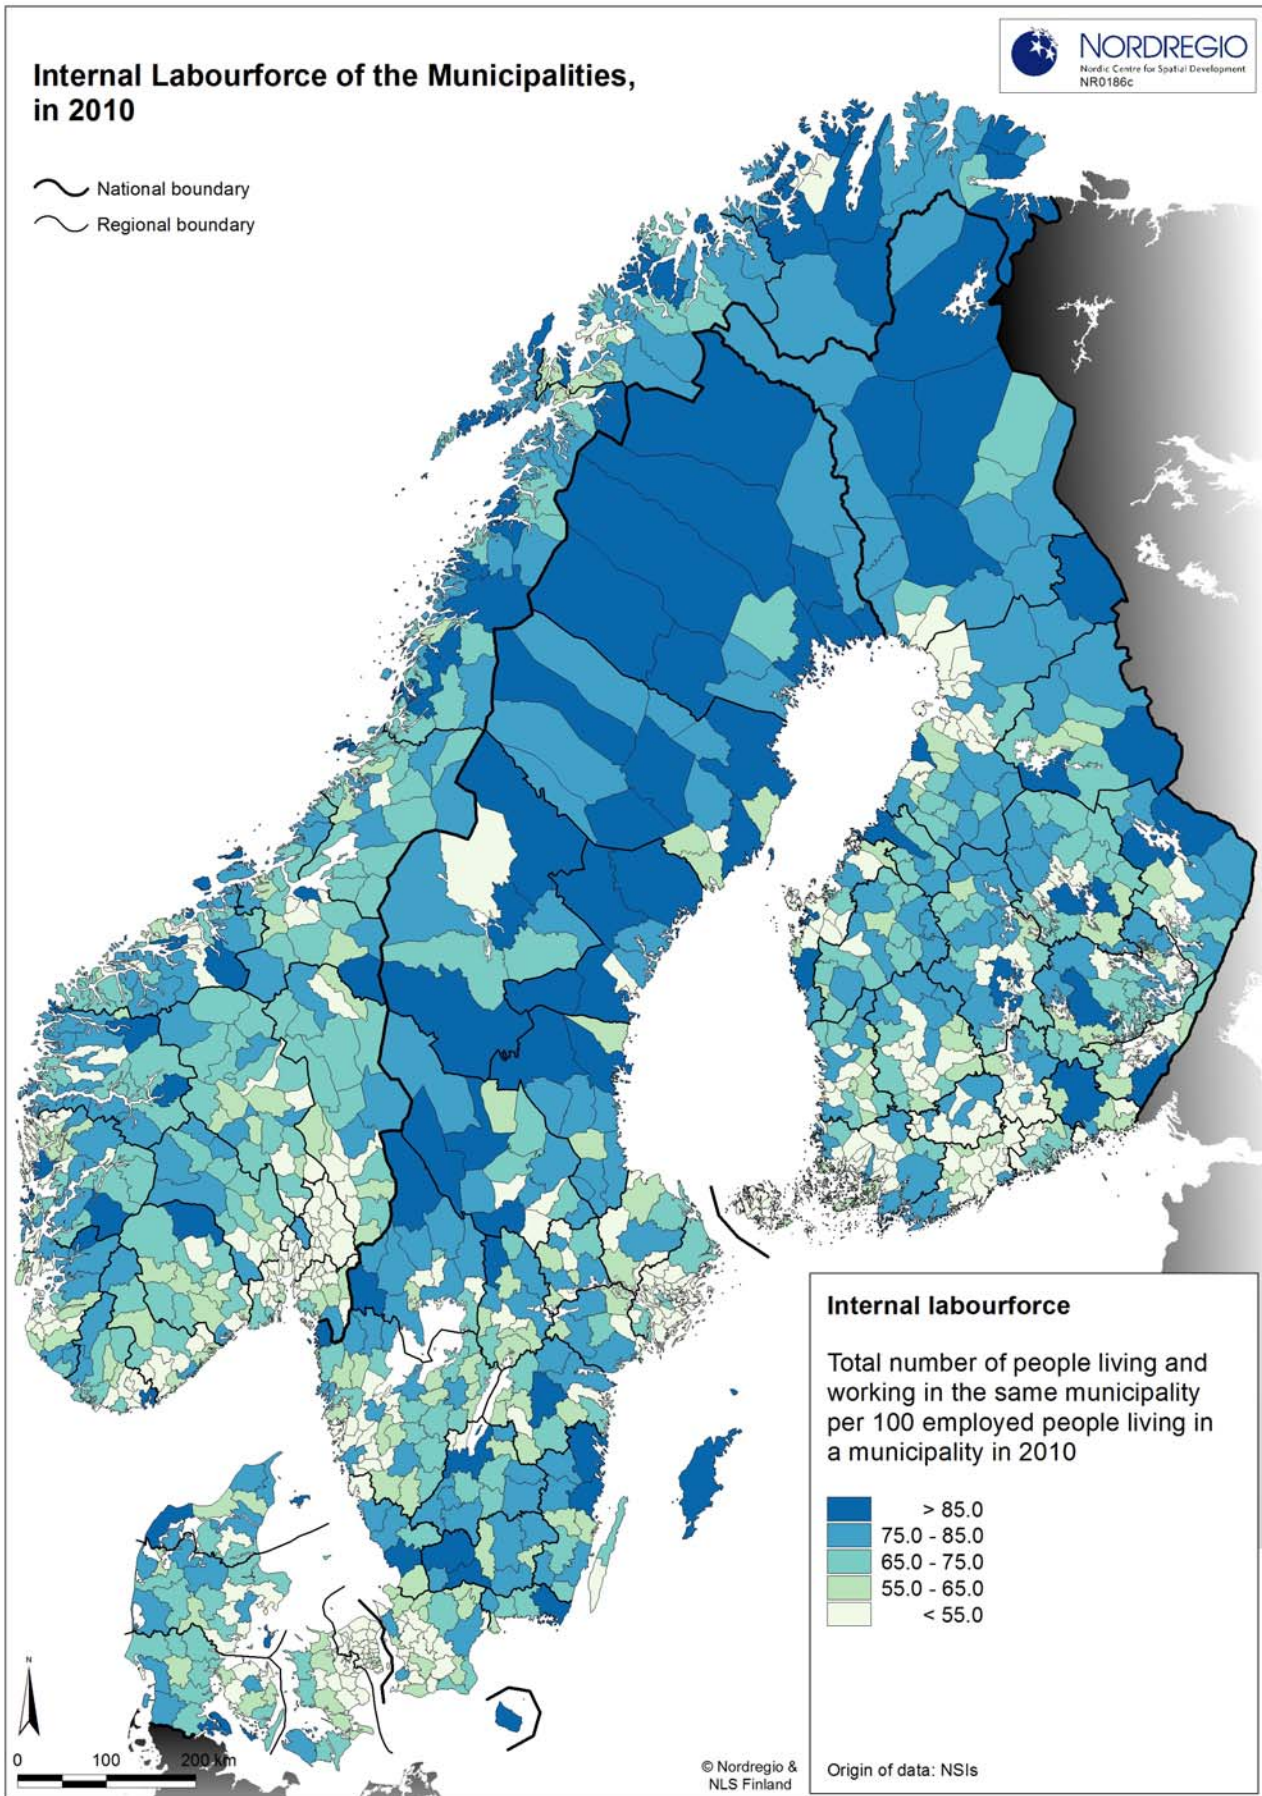 NORDREGIO
Nordic Centre for Spatial Development
NR0186c
Internal Labourforce of the Municipalities,
in 2010
National boundary
Regional boundary
Internal labourforce
Total number of people living and
working in the same municipality
per 100 employed people living in
a municipality in 2010
> 85.0
75.0 - 85.0
65.0 - 75.0
55.0 - 65.0
< 55.0
N
0 100 200 km
© Nordregio &
NLS Finland
Origin of data: NSIs